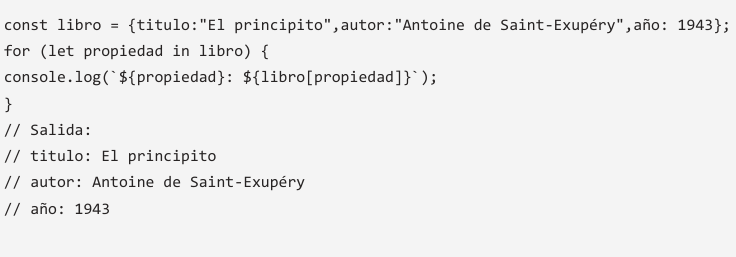 const libro = {titulo:"El principito",autor:"Antoine de Saint-Exupéry",año: 1943};
for (let propiedad in libro) {
console.log(`${propiedad}: ${libro[propiedad]}`);
}
// Salida:
// titulo: El principito
// autor: Antoine de Saint-Exupéry
// año: 1943